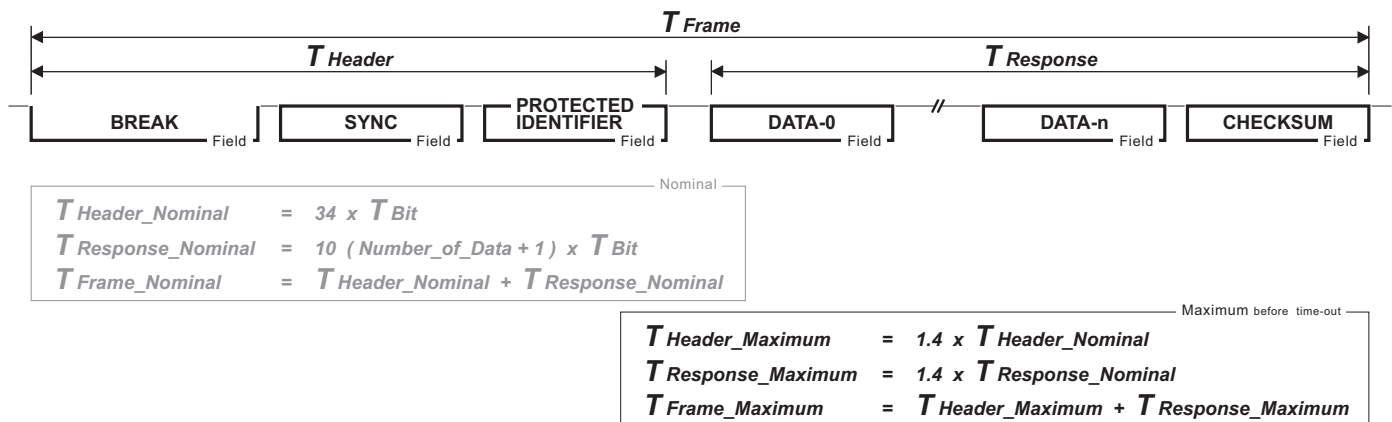 T Frame
T Header T Response
BREAK Field SYNC Field PROTECTED IDENTIFIER Field DATA-0 Field // DATA-n Field CHECKSUM Field
Nominal
T Header_Nominal = 34 x T Bit
T Response_Nominal = 10 ( Number_of_Data + 1 ) x T Bit
T Frame_Nominal = T Header_Nominal + T Response_Nominal
Maximum before time-out
T Header_Maximum = 1.4 x T Header_Nominal
T Response_Maximum = 1.4 x T Response_Nominal
T Frame_Maximum = T Header_Maximum + T Response_Maximum